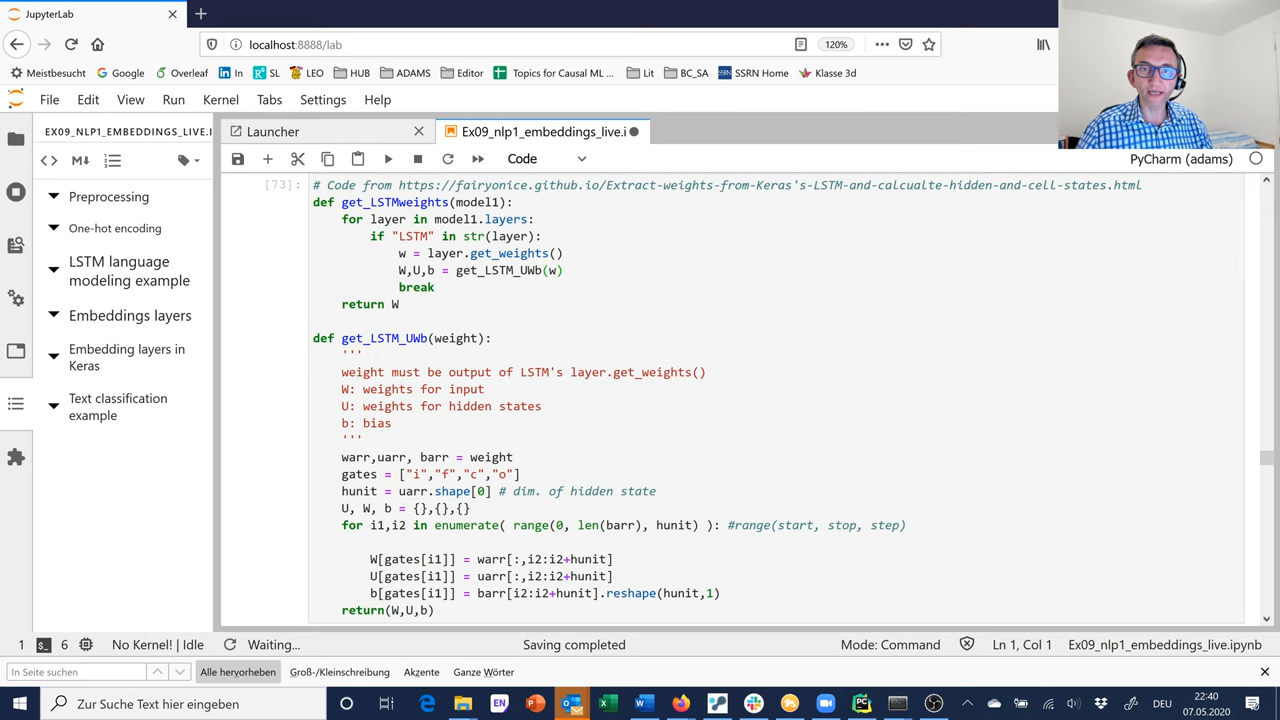 JupyterLab
localhost:8888/lab
120%
Meistbesucht
Google
Overleaf
In
SL
LEO
HUB
ADAMS
Editor
Topics for Causal ML ...
Lit
BC_SA
SSRN Home
Klasse 3d
File
Edit
View
Run
Kernel
Tabs
Settings
Help
EX09_NLP1_EMBEDDINGS_LIVE.I
Launcher
Ex09_nlp1_embeddings_live.i
Code
PyCharm (adams)
Preprocessing
One-hot encoding
LSTM language
modeling example
Embeddings layers
Embedding layers in
Keras
Text classification
example
[73]:
# Code from https://fairyonice.github.io/Extract-weights-from-Keras's-LSTM-and-calcualte-hidden-and-cell-states.html
def get_LSTMweights(model1):
for layer in model1.layers:
if "LSTM" in str(layer):
w = layer.get_weights()
W,U,b = get_LSTM_UWb(w)
break
return W
def get_LSTM_UWb(weight):
'''
weight must be output of LSTM's layer.get_weights()
W: weights for input
U: weights for hidden states
b: bias
'''
warr,uarr, barr = weight
gates = ["i","f","c","o"]
hunit = uarr.shape[0] # dim. of hidden state
U, W, b = {},{},{}
for i1,i2 in enumerate( range(0, len(barr), hunit) ): #range(start, stop, step)
W[gates[i1]] = warr[:,i2:i2+hunit]
U[gates[i1]] = uarr[:,i2:i2+hunit]
b[gates[i1]] = barr[i2:i2+hunit].reshape(hunit,1)
return(W,U,b)
1
6
No Kernel! | Idle
Waiting...
Saving completed
Mode: Command
Ln 1, Col 1
Ex09_nlp1_embeddings_live.ipynb
In Seite suchen
Alle hervorheben
Groß-/Kleinschreibung
Akzente
Ganze Wörter
Zur Suche Text hier eingeben
EN
DEU
22:40
07.05.2020